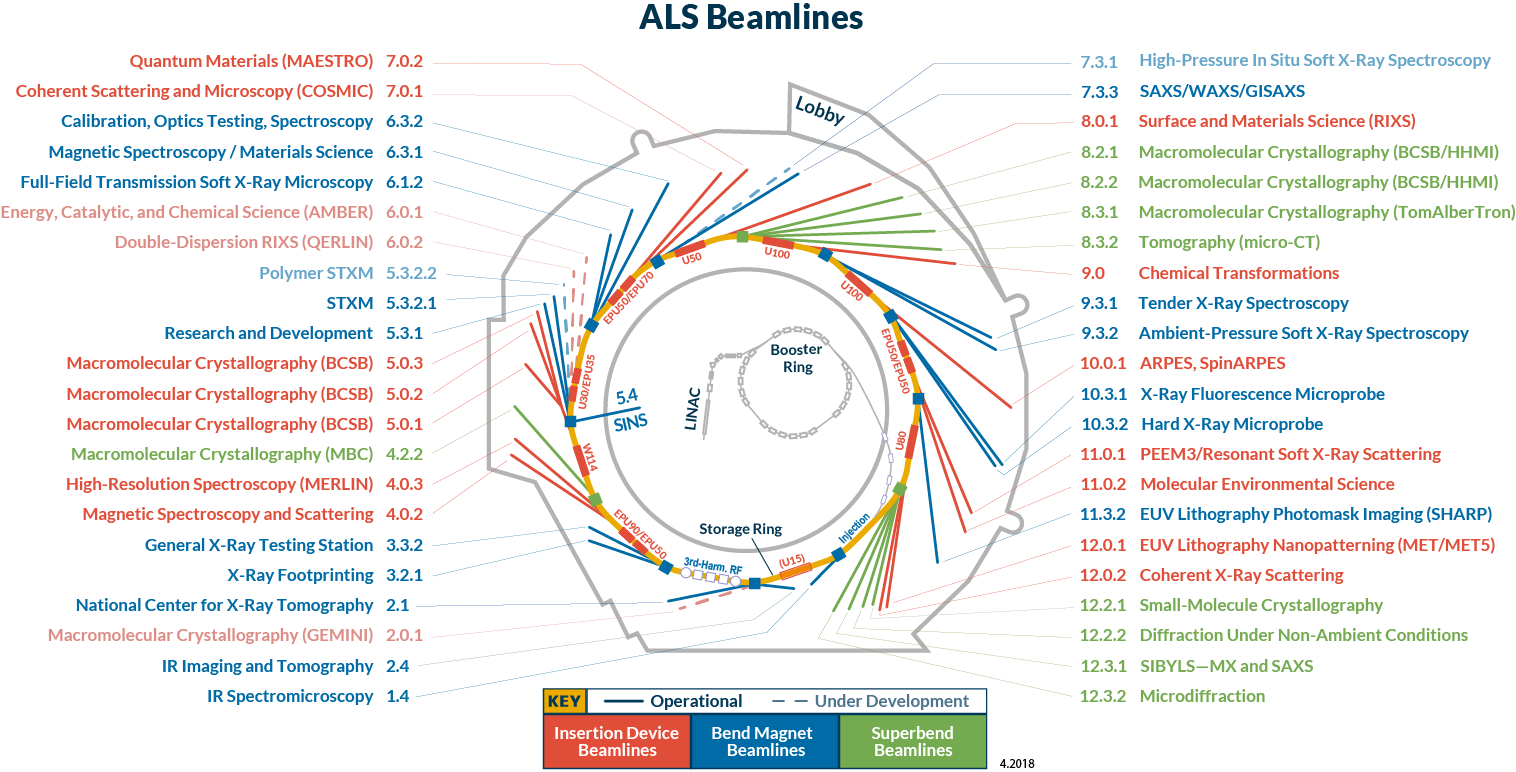 ALS Beamlines
Quantum Materials (MAESTRO) 7.0.2
Coherent Scattering and Microscopy (COSMIC) 7.0.1
Calibration, Optics Testing, Spectroscopy 6.3.2
Magnetic Spectroscopy / Materials Science 6.3.1
Full-Field Transmission Soft X-Ray Microscopy 6.1.2
Energy, Catalytic, and Chemical Science (AMBER) 6.0.1
Double-Dispersion RIXS (QERLIN) 6.0.2
Polymer STXM 5.3.2.2
STXM 5.3.2.1
Research and Development 5.3.1
Macromolecular Crystallography (BCSB) 5.0.3
Macromolecular Crystallography (BCSB) 5.0.2
Macromolecular Crystallography (BCSB) 5.0.1
Macromolecular Crystallography (MBC) 4.2.2
High-Resolution Spectroscopy (MERLIN) 4.0.3
Magnetic Spectroscopy and Scattering 4.0.2
General X-Ray Testing Station 3.3.2
X-Ray Footprinting 3.2.1
National Center for X-Ray Tomography 2.1
Macromolecular Crystallography (GEMINI) 2.0.1
IR Imaging and Tomography 2.4
IR Spectromicroscopy 1.4
Lobby
U50
U100
U100
EPU50/EPU70
EPU50/EPU50
U30/EPU35
5.4
SINS
LINAC
Booster
Ring
U80
W114
EPU90/EPU50
Storage Ring
Injection
3rd-Harm. RF
(U15)
7.3.1 High-Pressure In Situ Soft X-Ray Spectroscopy
7.3.3 SAXS/WAXS/GISAXS
8.0.1 Surface and Materials Science (RIXS)
8.2.1 Macromolecular Crystallography (BCSB/HHMI)
8.2.2 Macromolecular Crystallography (BCSB/HHMI)
8.3.1 Macromolecular Crystallography (TomAlberTron)
8.3.2 Tomography (micro-CT)
9.0 Chemical Transformations
9.3.1 Tender X-Ray Spectroscopy
9.3.2 Ambient-Pressure Soft X-Ray Spectroscopy
10.0.1 ARPES, SpinARPES
10.3.1 X-Ray Fluorescence Microprobe
10.3.2 Hard X-Ray Microprobe
11.0.1 PEEM3/Resonant Soft X-Ray Scattering
11.0.2 Molecular Environmental Science
11.3.2 EUV Lithography Photomask Imaging (SHARP)
12.0.1 EUV Lithography Nanopatterning (MET/MET5)
12.0.2 Coherent X-Ray Scattering
12.2.1 Small-Molecule Crystallography
12.2.2 Diffraction Under Non-Ambient Conditions
12.3.1 SIBYLS—MX and SAXS
12.3.2 Microdiffraction
KEY Operational Under Development
Insertion Device
Beamlines
Bend Magnet
Beamlines
Superbend
Beamlines
4.2018